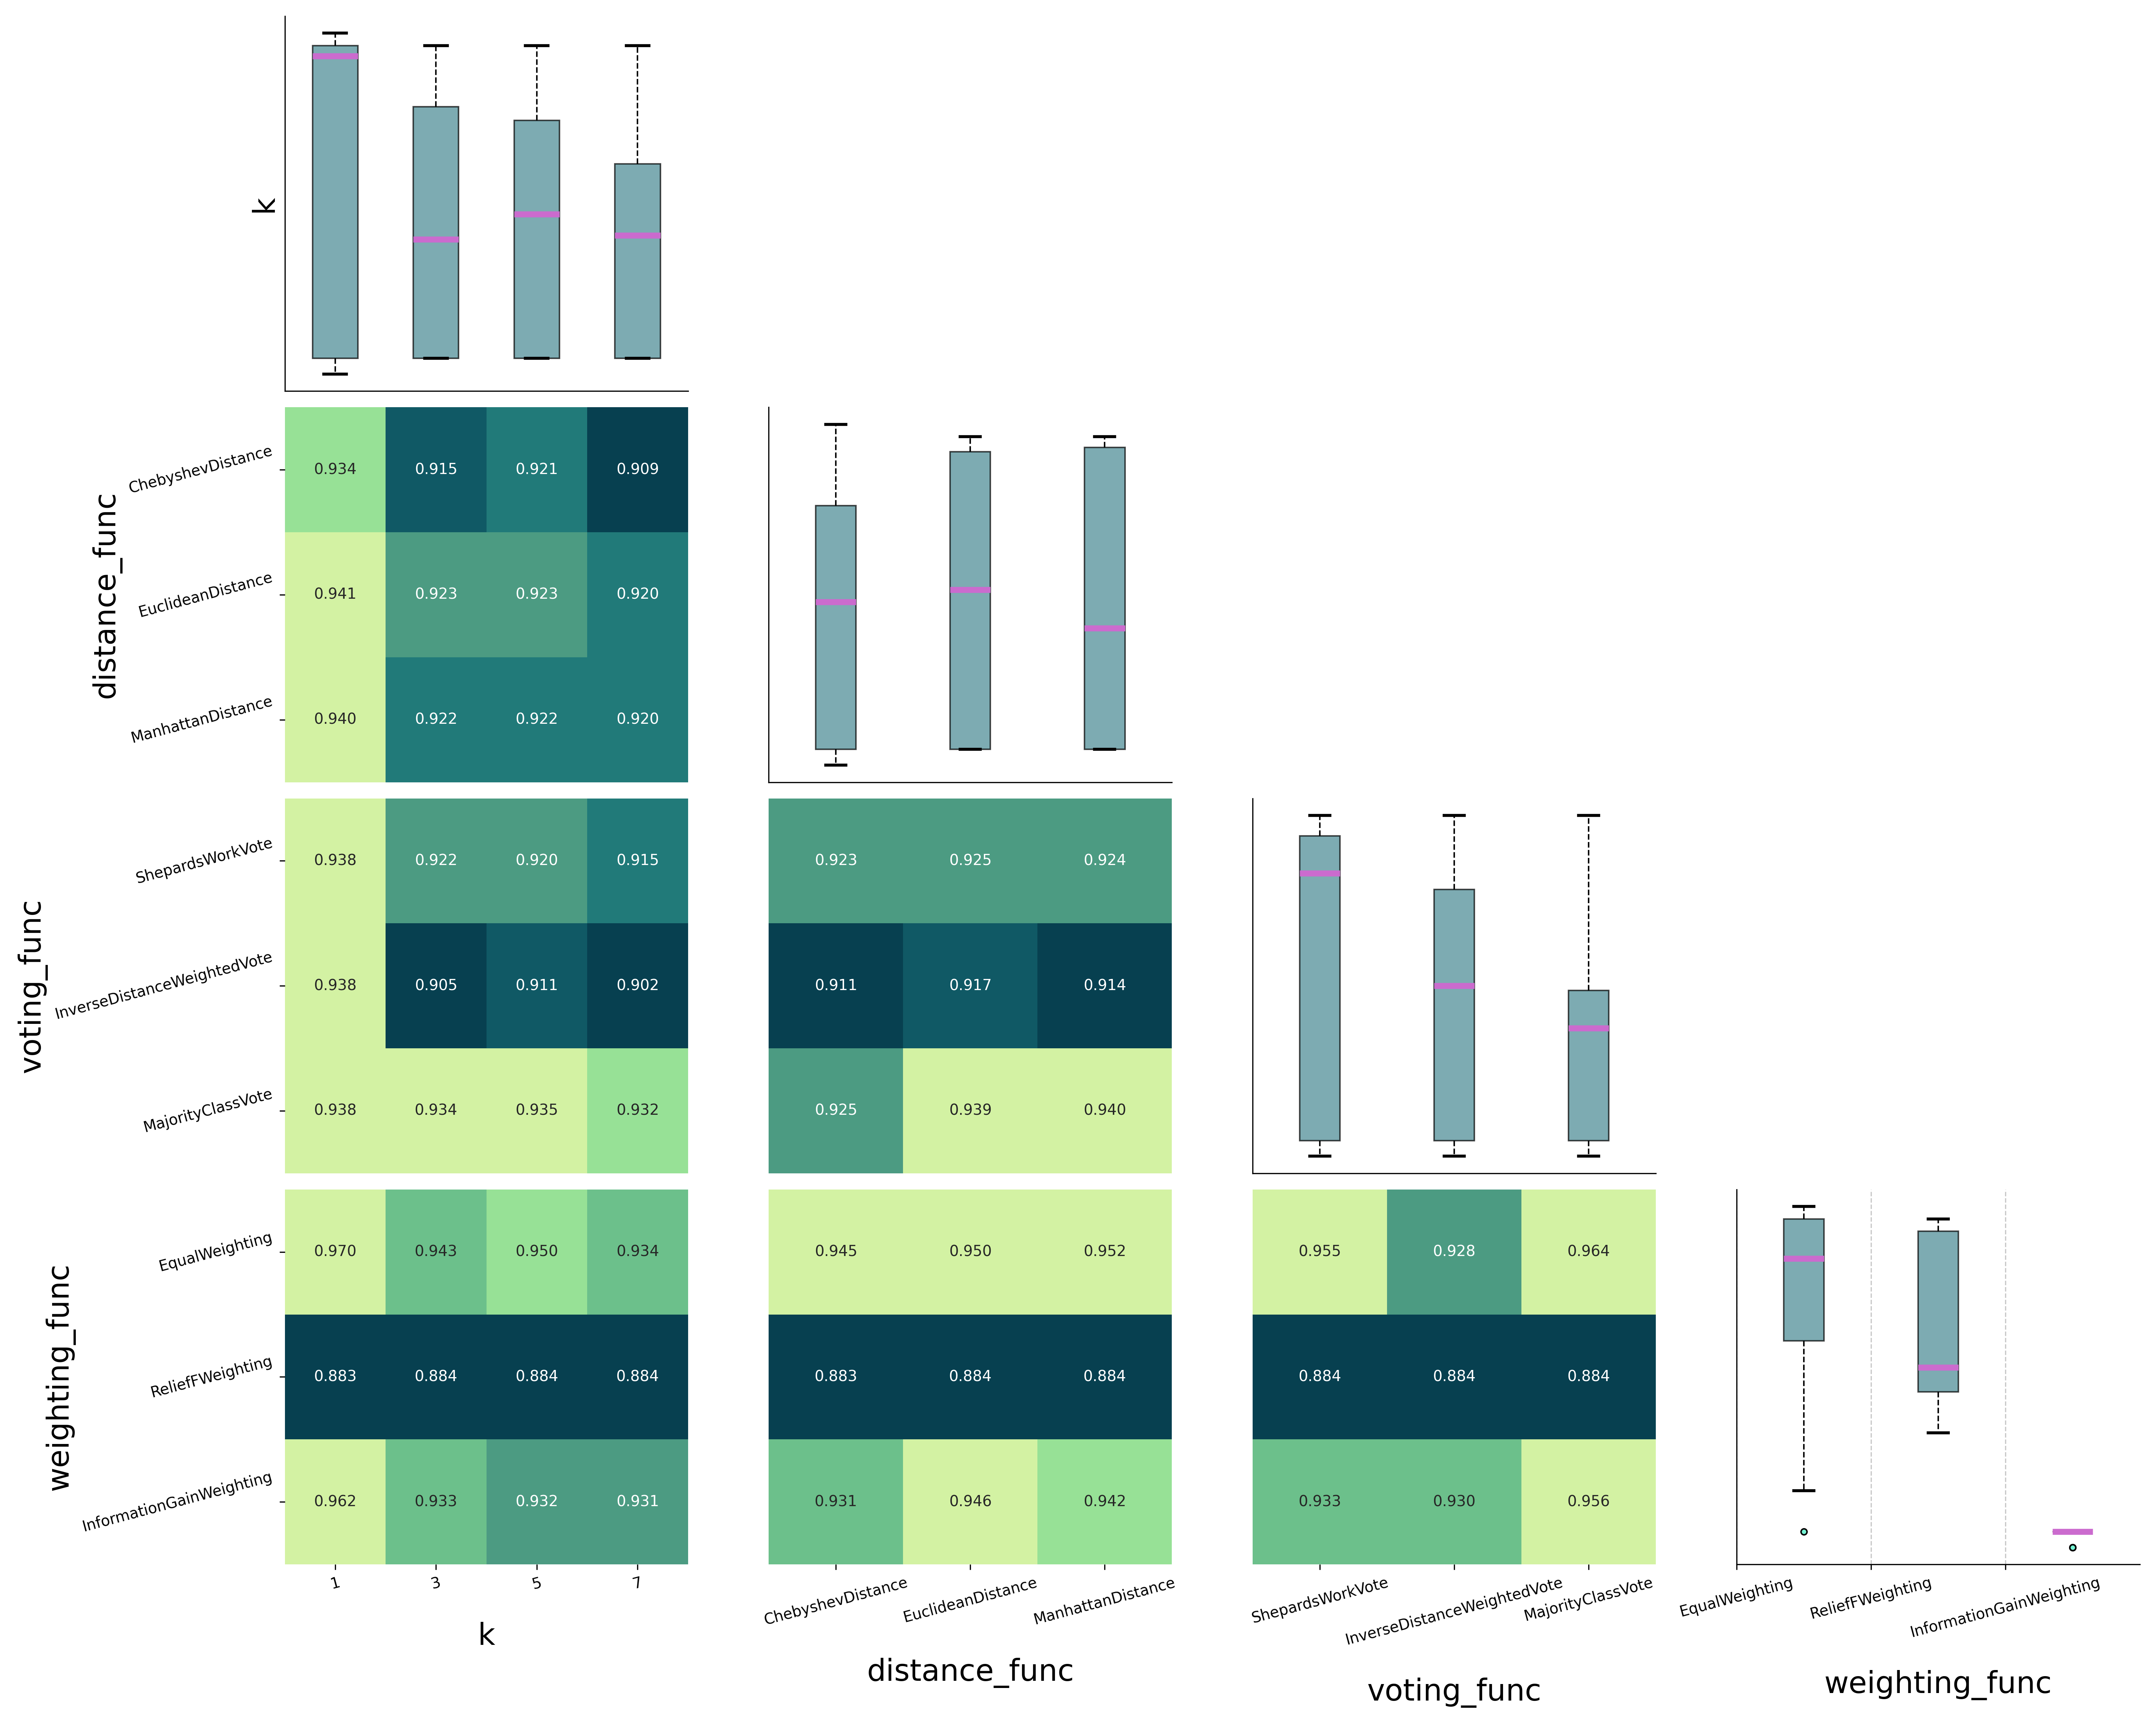 k
distance_func
ChebyshevDistance
0.934 0.915 0.921 0.909
EuclideanDistance
0.941 0.923 0.923 0.920
ManhattanDistance
0.940 0.922 0.922 0.920
voting_func
ShepardsWorkVote
0.938 0.922 0.920 0.915 0.923 0.925 0.924
InverseDistanceWeightedVote
0.938 0.905 0.911 0.902 0.911 0.917 0.914
MajorityClassVote
0.938 0.934 0.935 0.932 0.925 0.939 0.940
weighting_func
EqualWeighting
0.970 0.943 0.950 0.934 0.945 0.950 0.952 0.955 0.928 0.964
ReliefFWeighting
0.883 0.884 0.884 0.884 0.883 0.884 0.884 0.884 0.884 0.884
InformationGainWeighting
0.962 0.933 0.932 0.931 0.931 0.946 0.942 0.933 0.930 0.956
1 3 5 7
ChebyshevDistance EuclideanDistance ManhattanDistance
ShepardsWorkVote InverseDistanceWeightedVote MajorityClassVote
EqualWeighting ReliefFWeighting InformationGainWeighting
k
distance_func
voting_func
weighting_func